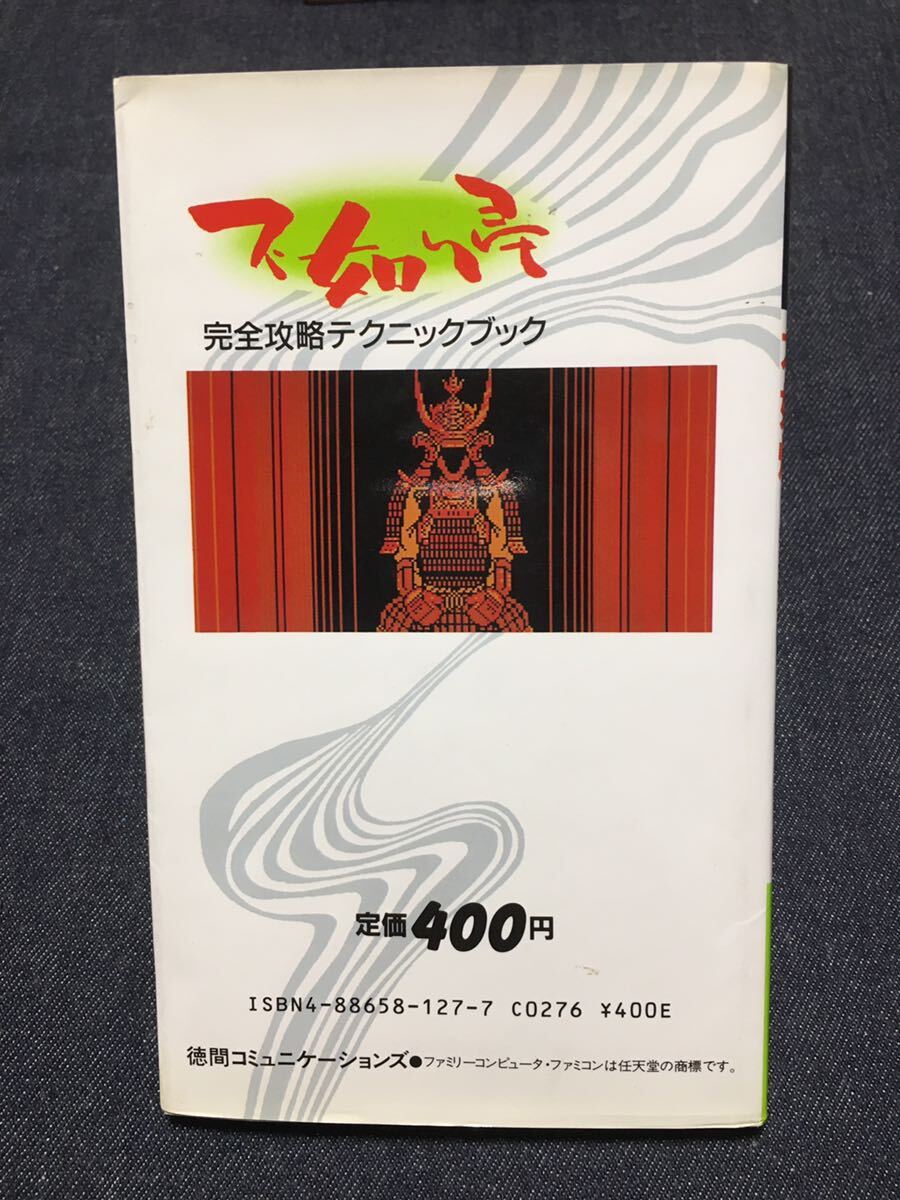 不如帰
完全攻略テクニックブック
定価400円
ISBN4-88658-127-7 C0276 ¥400E
徳間コミュニケーションズ●ファミリーコンピュータ・ファミコンは任天堂の商標です。